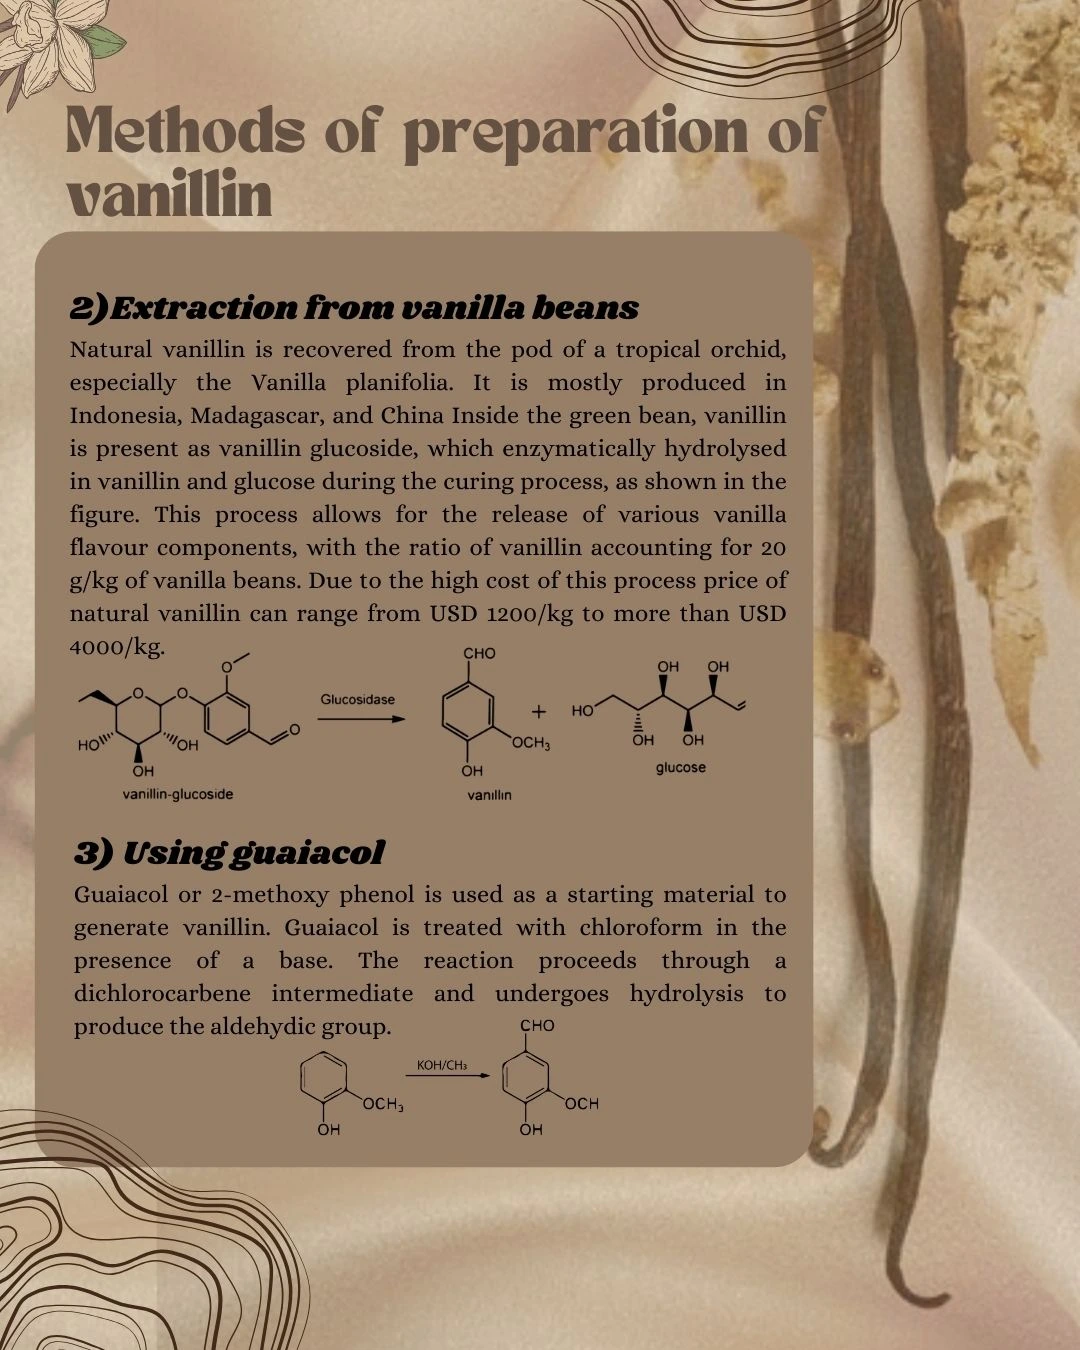 Methods of preparation of
vanillin
2)Extraction from vanilla beans
Natural vanillin is recovered from the pod of a tropical orchid,
especially the Vanilla planifolia. It is mostly produced in
Indonesia, Madagascar, and China Inside the green bean, vanillin
is present as vanillin glucoside, which enzymatically hydrolysed
in vanillin and glucose during the curing process, as shown in the
figure. This process allows for the release of various vanilla
flavour components, with the ratio of vanillin accounting for 20
g/kg of vanilla beans. Due to the high cost of this process price of
natural vanillin can range from USD 1200/kg to more than USD
4000/kg.
O
O
O
O
HO
OH
OH
vanillin-glucoside
Glucosidase
CHO
OCH₃
OH
vanillin
+
OH
OH
HO
OH
OH
glucose
3) Using guaiacol
Guaiacol or 2-methoxy phenol is used as a starting material to
generate vanillin. Guaiacol is treated with chloroform in the
presence of a base. The reaction proceeds through a
dichlorocarbene intermediate and undergoes hydrolysis to
produce the aldehydic group.
OCH₃
OH
KOH/CH₃
CHO
OCH
OH